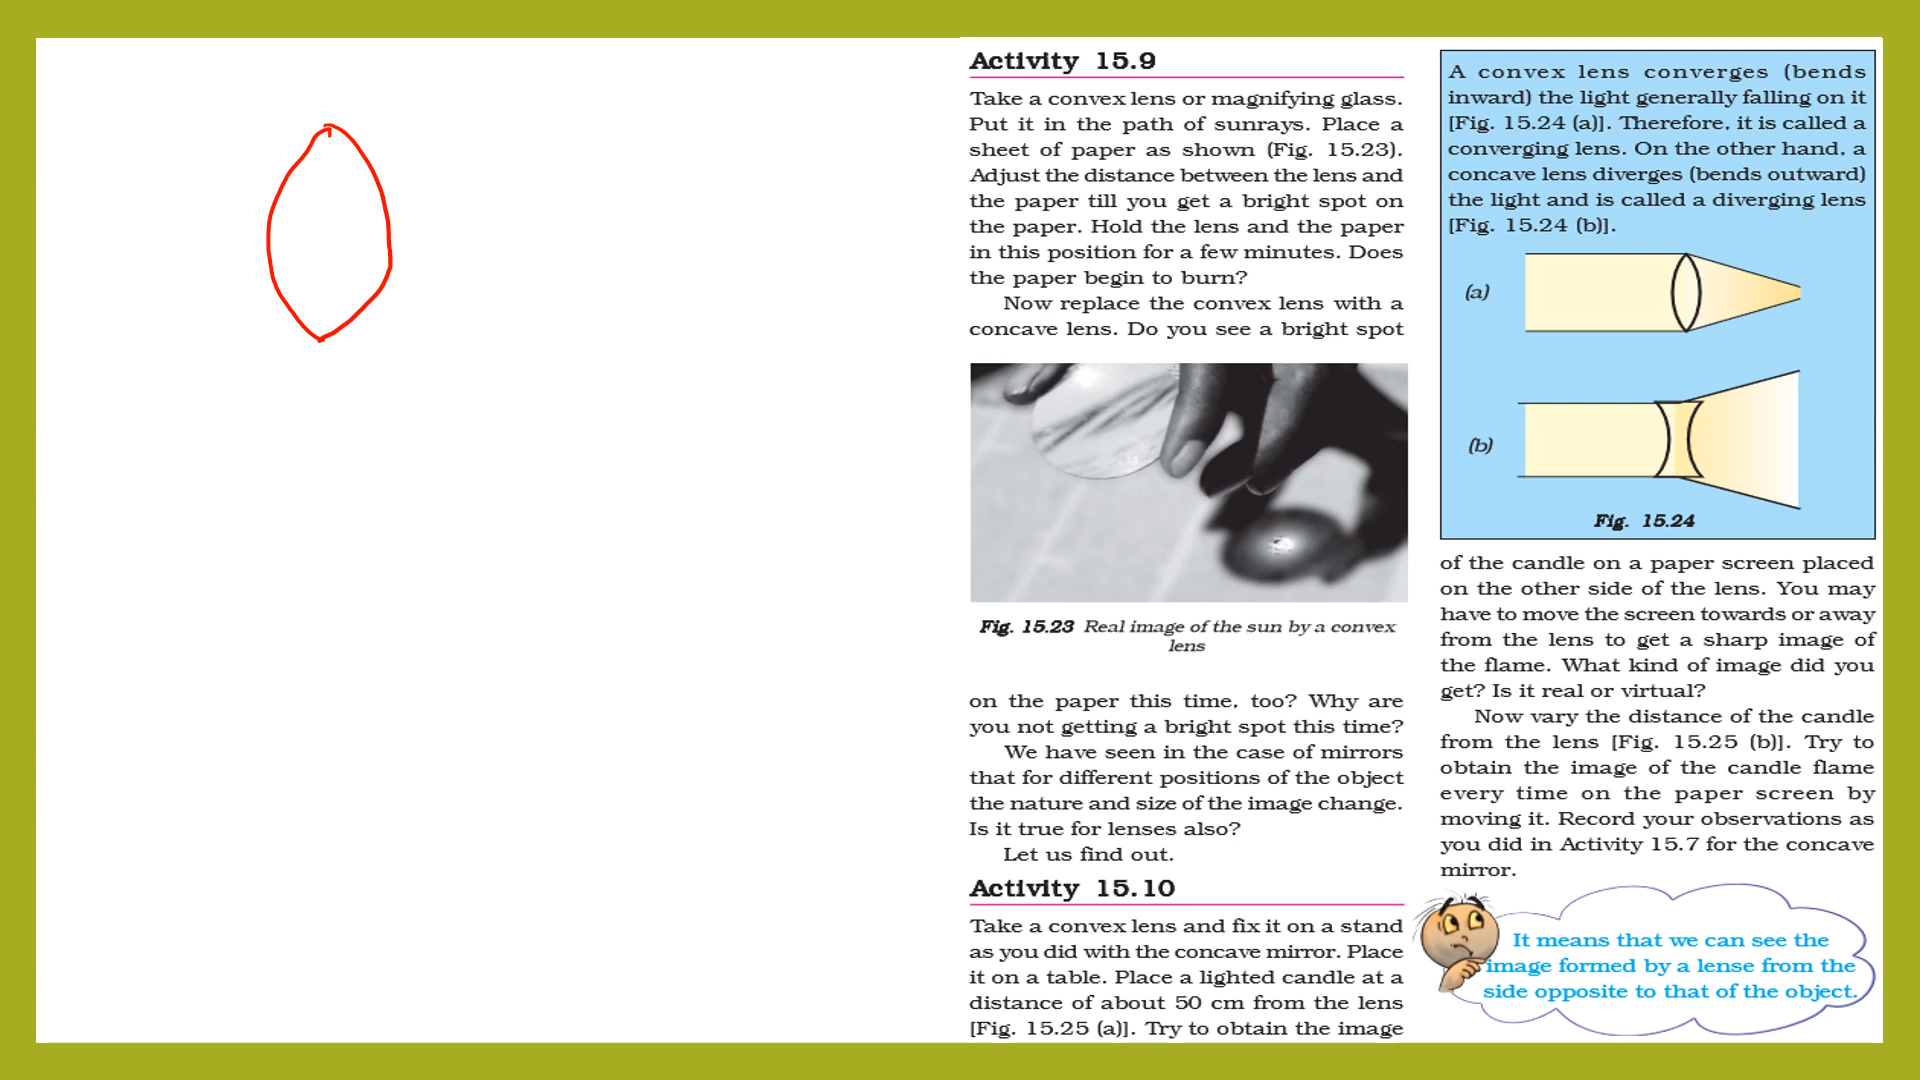 Activity 15.9
Take a convex lens or magnifying glass.
Put it in the path of sunrays. Place a
sheet of paper as shown (Fig. 15.23).
Adjust the distance between the lens and
the paper till you get a bright spot on
the paper. Hold the lens and the paper
in this position for a few minutes. Does
the paper begin to burn?
Now replace the convex lens with a
concave lens. Do you see a bright spot
Fig. 15.23 Real image of the sun by a convex
lens
on the paper this time, too? Why are
you not getting a bright spot this time?
We have seen in the case of mirrors
that for different positions of the object
the nature and size of the image change.
Is it true for lenses also?
Let us find out.
Activity 15.10
Take a convex lens and fix it on a stand
as you did with the concave mirror. Place
it on a table. Place a lighted candle at a
distance of about 50 cm from the lens
[Fig. 15.25 (a)]. Try to obtain the image
A convex lens converges (bends
inward) the light generally falling on it
[Fig. 15.24 (a)]. Therefore, it is called a
converging lens. On the other hand, a
concave lens diverges (bends outward)
the light and is called a diverging lens
[Fig. 15.24 (b)].
(a)
(b)
Fig. 15.24
of the candle on a paper screen placed
on the other side of the lens. You may
have to move the screen towards or away
from the lens to get a sharp image of
the flame. What kind of image did you
get? Is it real or virtual?
Now vary the distance of the candle
from the lens [Fig. 15.25 (b)]. Try to
obtain the image of the candle flame
every time on the paper screen by
moving it. Record your observations as
you did in Activity 15.7 for the concave
mirror.
It means that we can see the
image formed by a lense from the
side opposite to that of the object.